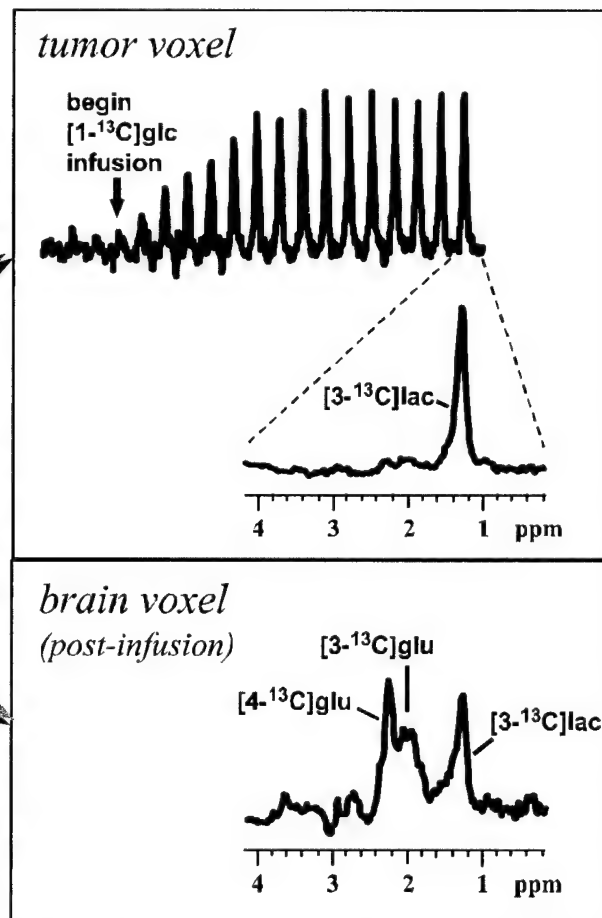 tumor voxel
begin
[1-¹³C]glc
infusion
[3-¹³C]lac
4 3 2 1 ppm
brain voxel
(post-infusion)
[3-¹³C]glu
[4-¹³C]glu
[3-¹³C]lac
4 3 2 1 ppm